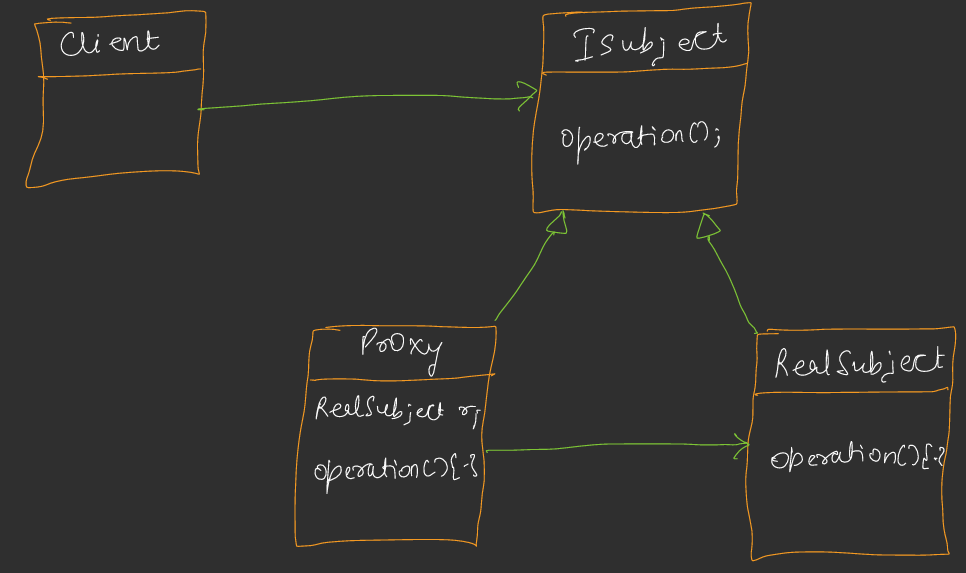 Client
ISubject
operation();
PrOxy
RealSubject r;
operation(){-}
RealSubject
operation(){-}